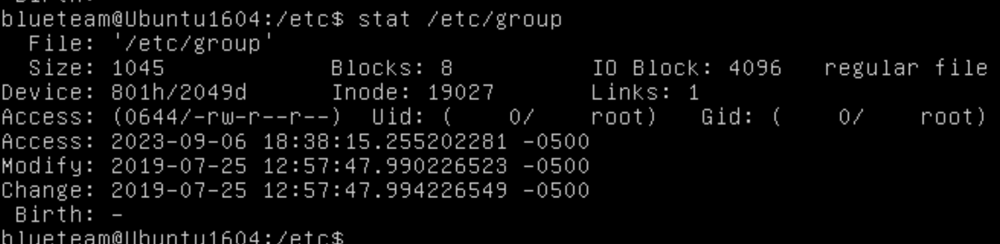 Birth:
blueteam@Ubuntu1604:/etc$ stat /etc/group
  File: '/etc/group'
  Size: 1045            Blocks: 8          IO Block: 4096   regular file
Device: 801h/2049d      Inode: 19027       Links: 1
Access: (0644/-rw-r--r--)  Uid: (    0/    root)   Gid: (    0/    root)
Access: 2023-09-06 18:38:15.255202281 -0500
Modify: 2019-07-25 12:57:47.990226523 -0500
Change: 2019-07-25 12:57:47.994226549 -0500
 Birth: -
blueteam@Ubuntu1604:/etc$